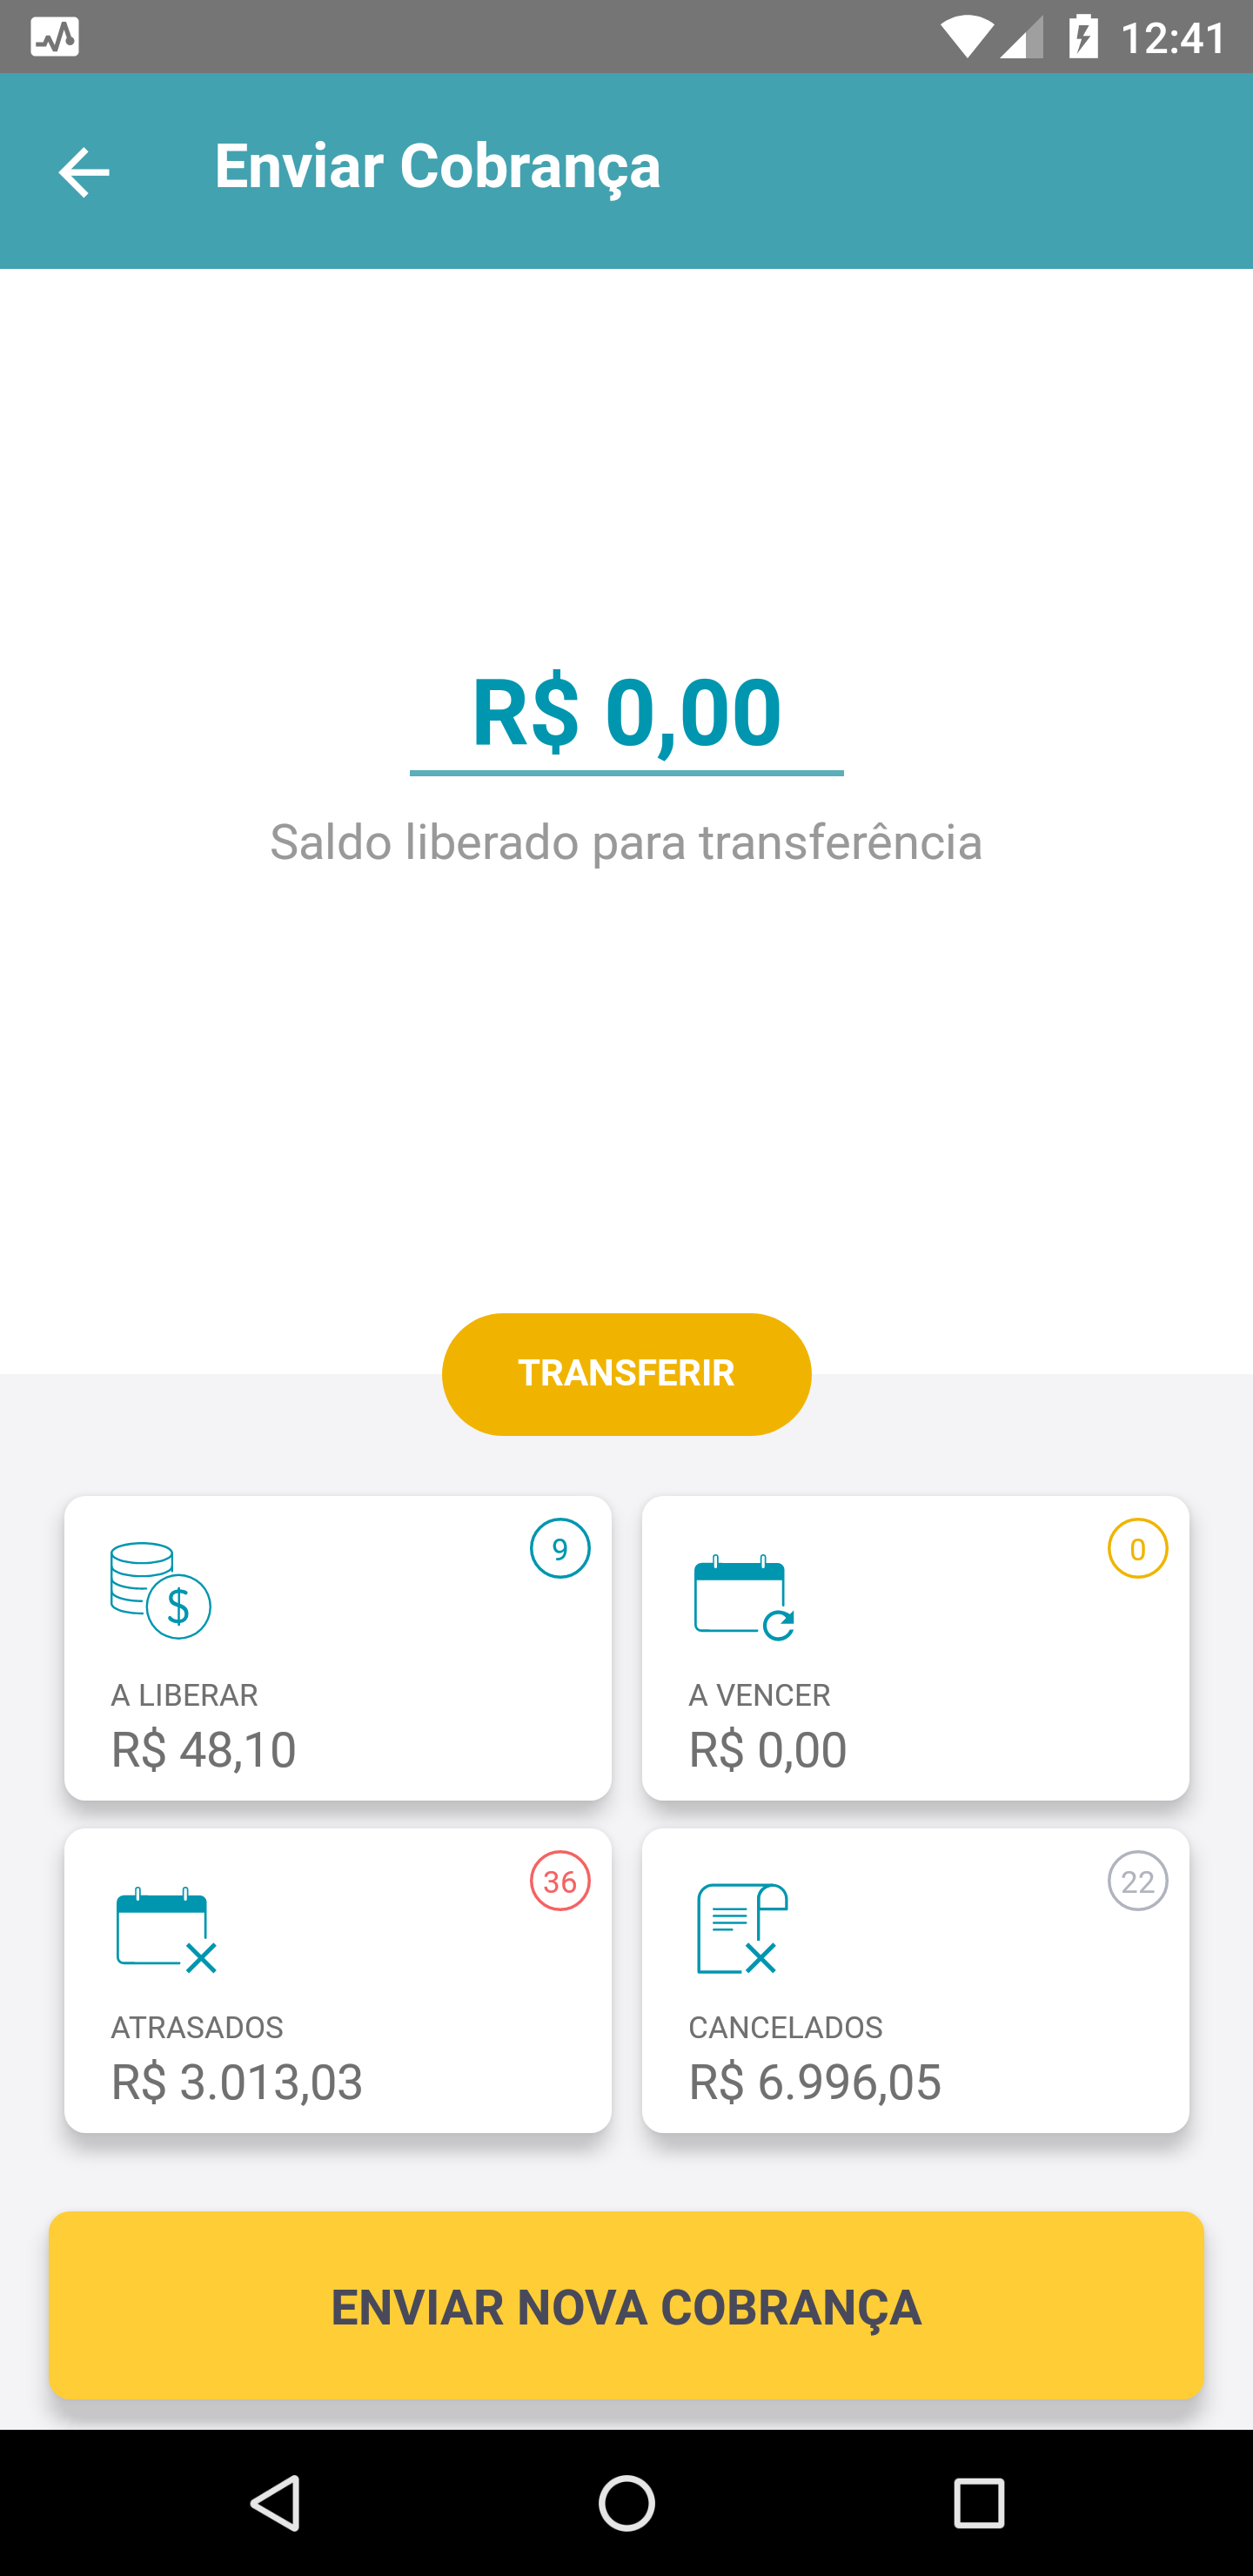 12:41
Enviar Cobrança
R$ 0,00
Saldo liberado para transferência
TRANSFERIR
9
A LIBERAR
R$ 48,10
0
A VENCER
R$ 0,00
36
ATRASADOS
R$ 3.013,03
22
CANCELADOS
R$ 6.996,05
ENVIAR NOVA COBRANÇA